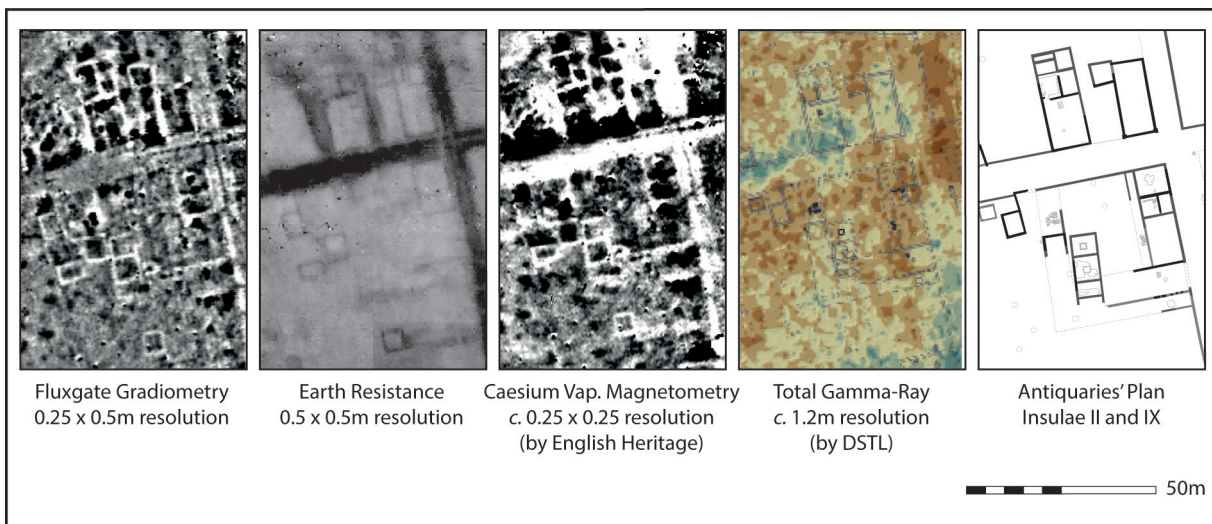 Fluxgate Gradiometry
0.25 x 0.5m resolution
Earth Resistance
0.5 x 0.5m resolution
Caesium Vap. Magnetometry
c. 0.25 x 0.25 resolution
(by English Heritage)
Total Gamma-Ray
c. 1.2m resolution
(by DSTL)
Antiquaries’ Plan
Insulae II and IX
50m